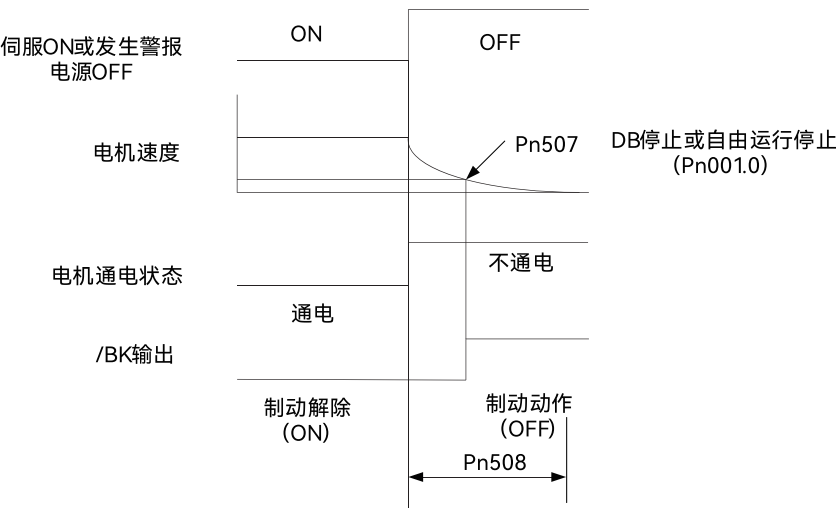 ON
OFF
伺服ON或发生警报
电源OFF
电机速度
Pn507
DB停止或自由运行停止
(Pn001.0)
电机通电状态
不通电
通电
/BK输出
制动解除
(ON)
制动动作
(OFF)
Pn508